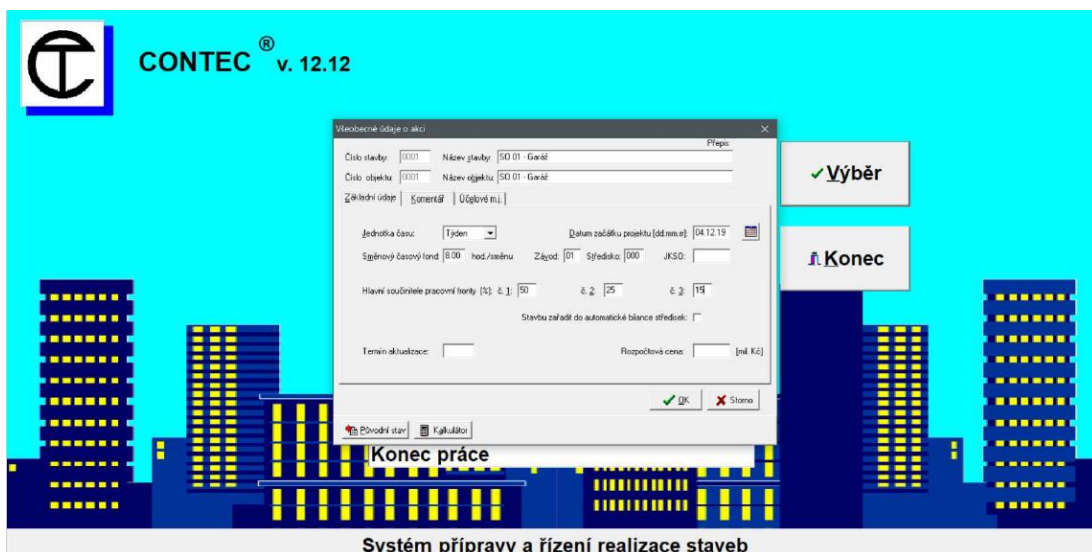 CONTEC ® v. 12.12
Všeobecné údaje o akci
Přepis
Číslo stavby: 0001 Název stavby: SO 01 - Garáž
Číslo objektu: 0001 Název objektu: SO 01 - Garáž
Základní údaje Komentář Účelové m.j.
Jednotka času: Týden Datum začátku projektu [dd.mm.rr]: 04.12.19
Směnový časový fond: 8.00 hod./směnu Závod: 01 Středisko: 000 JKSO:
Hlavní součinitele pracovní fronty [%]: č. 1: 50 č. 2: 25 č. 3: 15
Stavbu zařadit do automatické bilance středisek:
Termín aktualizace: Rozpočtová cena: [mil. Kč]
OK Storno
Původní stav Kalkulátor
Výběr
Konec
Konec práce
Systém přípravy a řízení realizace staveb